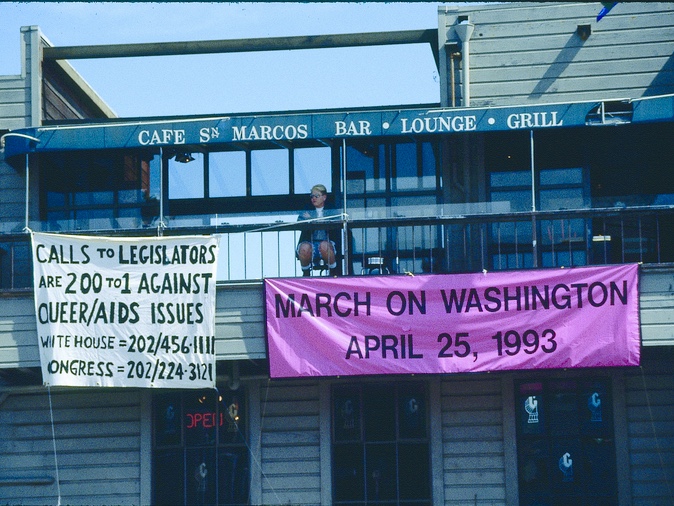 CAFE SN MARCOS BAR • LOUNGE • GRILL
CALLS TO LEGISLATORS
ARE 200 TO 1 AGAINST
QUEER/AIDS ISSUES
WHITE HOUSE = 202/456-1111
ONGRESS = 202/224-3121
MARCH ON WASHINGTON
APRIL 25, 1993
OPEN